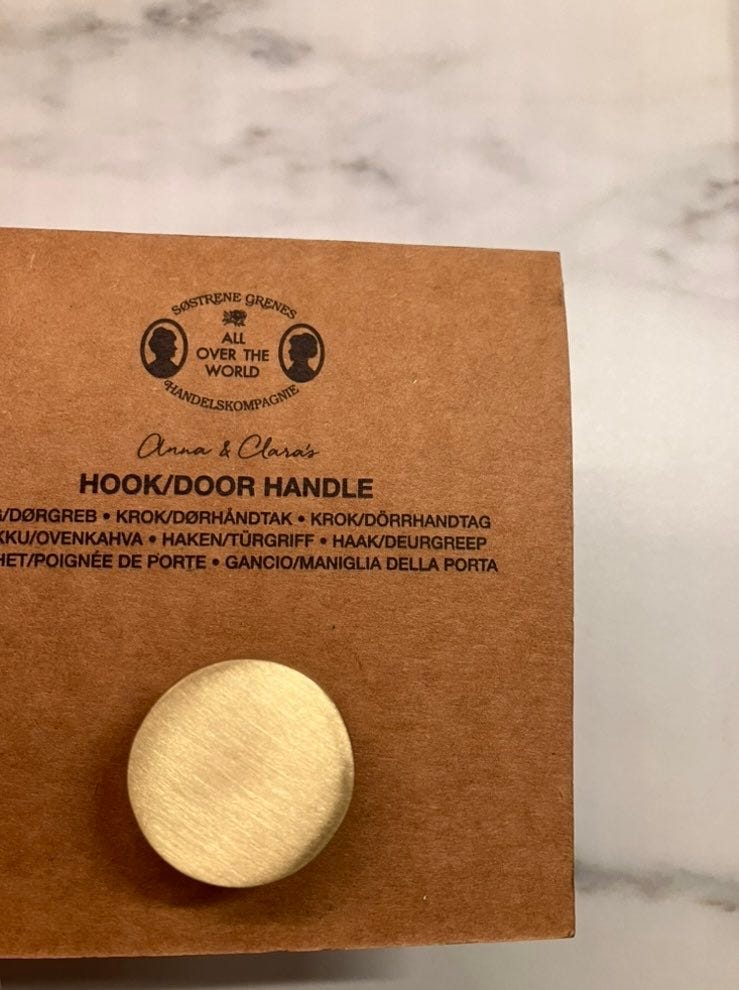 SØSTRENE GRENES
ALL
OVER THE
WORLD
HANDELSKOMPAGNIE
Anna & Clara's
HOOK/DOOR HANDLE
/DØRGREB • KROK/DØRHÅNDTAK • KROK/DÖRRHANDTAG
KKU/OVENKAHVA • HAKEN/TÜRGRIFF • HAAK/DEURGREEP
HET/POIGNÉE DE PORTE • GANCIO/MANIGLIA DELLA PORTA